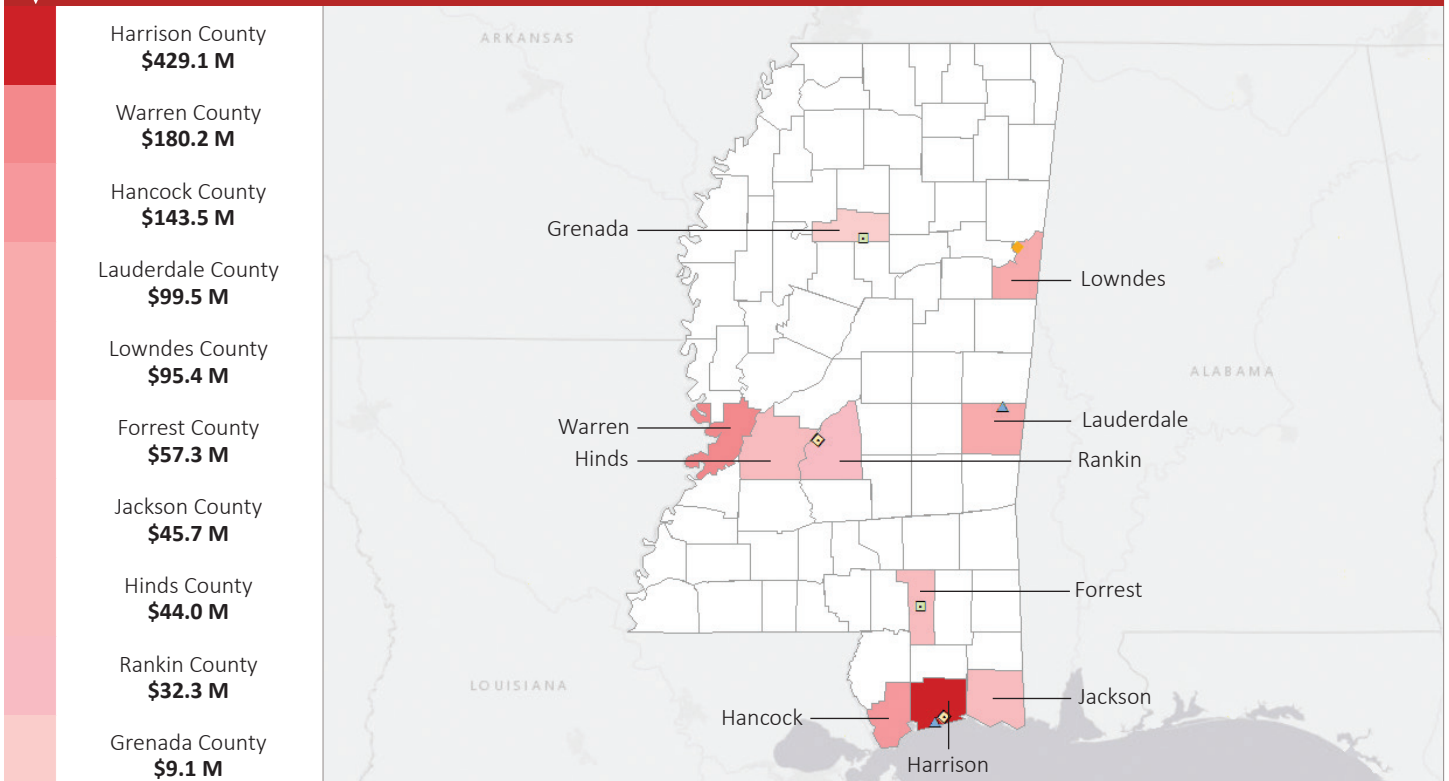 Harrison County
$429.1 M
Warren County
$180.2 M
Hancock County
$143.5 M
Lauderdale County
$99.5 M
Lowndes County
$95.4 M
Forrest County
$57.3 M
Jackson County
$45.7 M
Hinds County
$44.0 M
Rankin County
$32.3 M
Grenada County
$9.1 M
ARKANSAS
Grenada
Lowndes
ALABAMA
Warren
Lauderdale
Hinds
Rankin
Forrest
LOUISIANA
Jackson
Hancock
Harrison